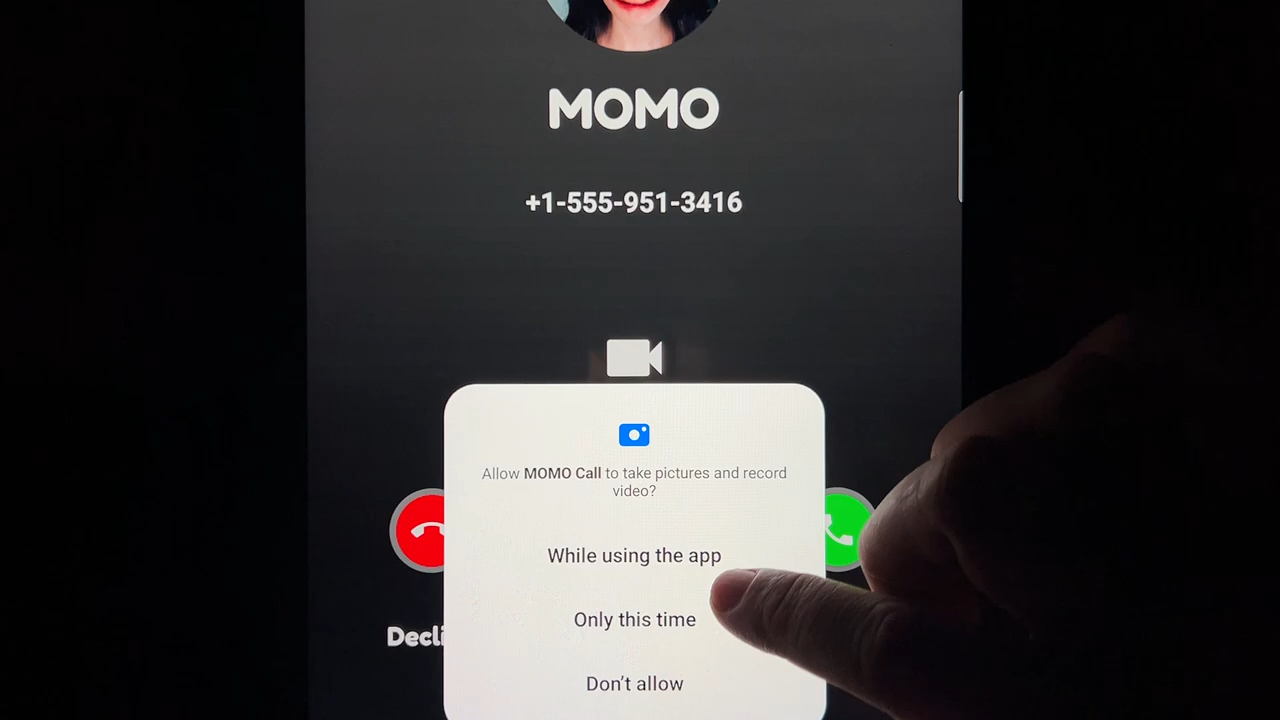 MOMO
+1-555-951-3416
Allow MOMO Call to take pictures and record
video?
While using the app
Only this time
Decli
Don't allow